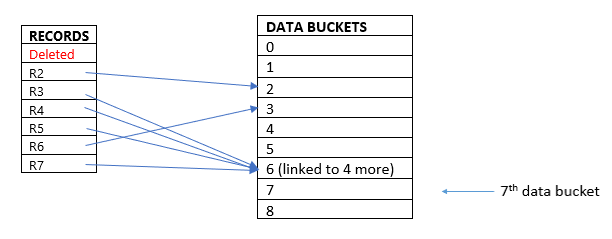 RECORDS
Deleted
R2
R3
R4
R5
R6
R7
DATA BUCKETS
0
1
2
3
4
5
6 (linked to 4 more)
7
8
7th data bucket